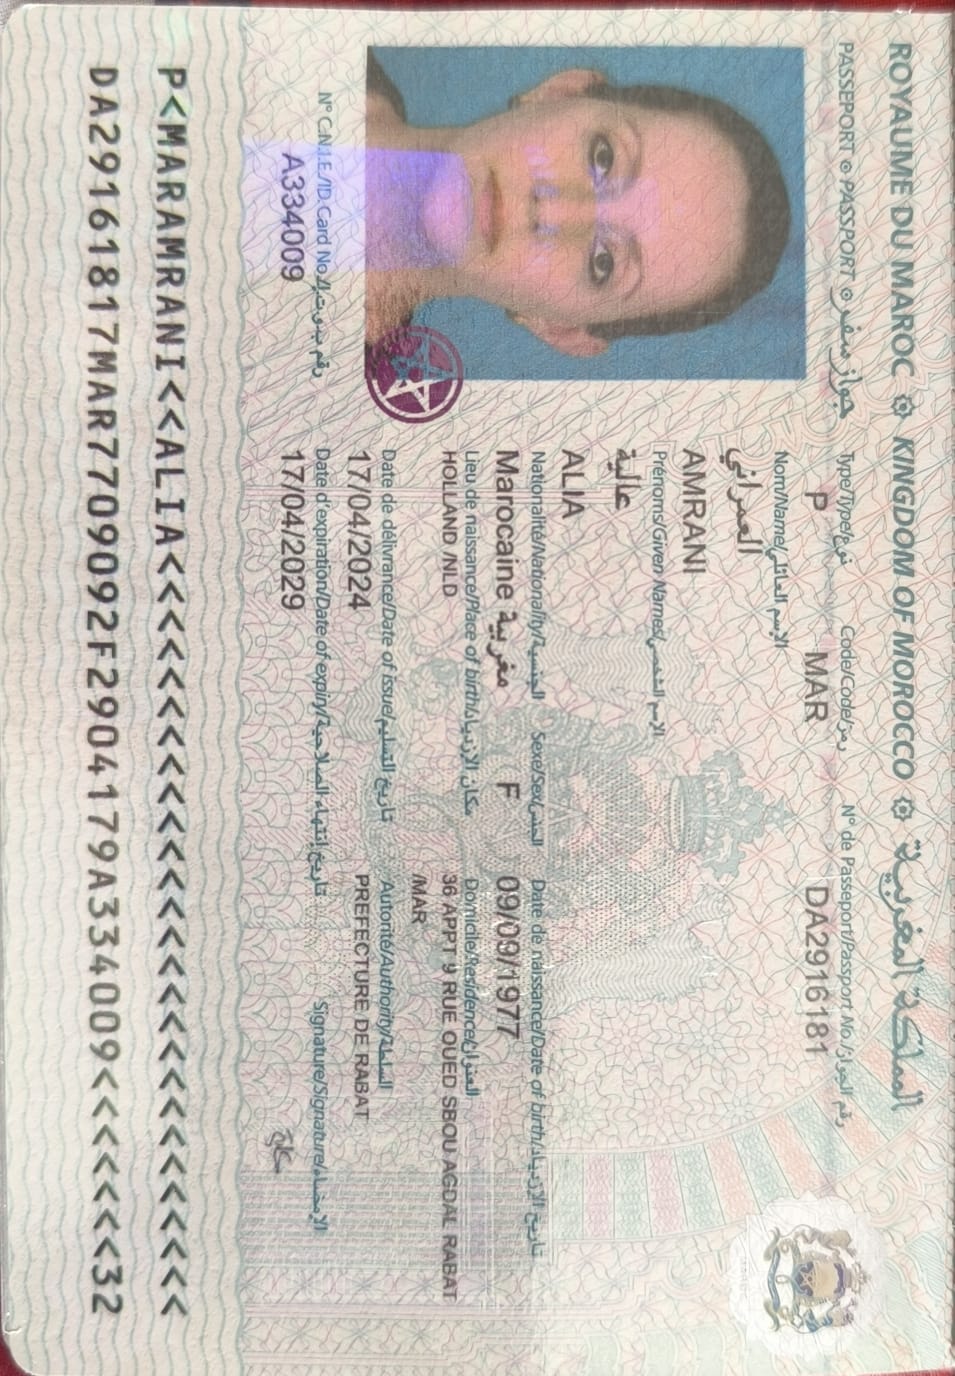 ROYAUME DU MAROC KINGDOM OF MOROCCO المملكة المغربية
PASSEPORT PASSPORT جواز سفر
Type/Type/نوع Code/Code/رمز N° de Passeport/Passport No./رقم الجواز
P MAR DA2916181
Nom/Name/الإسم العائلي
العمراني
AMRANI
Prénoms/Given Names/الإسم الشخصي
عالية
ALIA
Nationalité/Nationality/الجنسية Sexe/Sex/الجنس Date de naissance/Date of birth/تاريخ الإزدياد
Marocaine مغربية F 09/09/1977
Lieu de naissance/Place of birth/مكان الإزدياد Domicile/Residence/العنوان
HOLLAND /NLD 36 APPT 9 RUE OUED SBOU AGDAL RABAT
/MAR
Date de délivrance/Date of issue/تاريخ التسليم Autorité/Authority/السلطة
17/04/2024 PREFECTURE DE RABAT
N° C.N.I.E./ID.Card No./رقم ب.و.ت.إ Date d'expiration/Date of expiry/تاريخ إنتهاء الصلاحية Signature/Signature/الإمضاء
A334009 17/04/2029
P<MARAMRANI<<ALIA<<<<<<<<<<<<<<<<<<<<<<<<<<<
DA29161817MAR7709092F2904179A334009<<<<<<<32